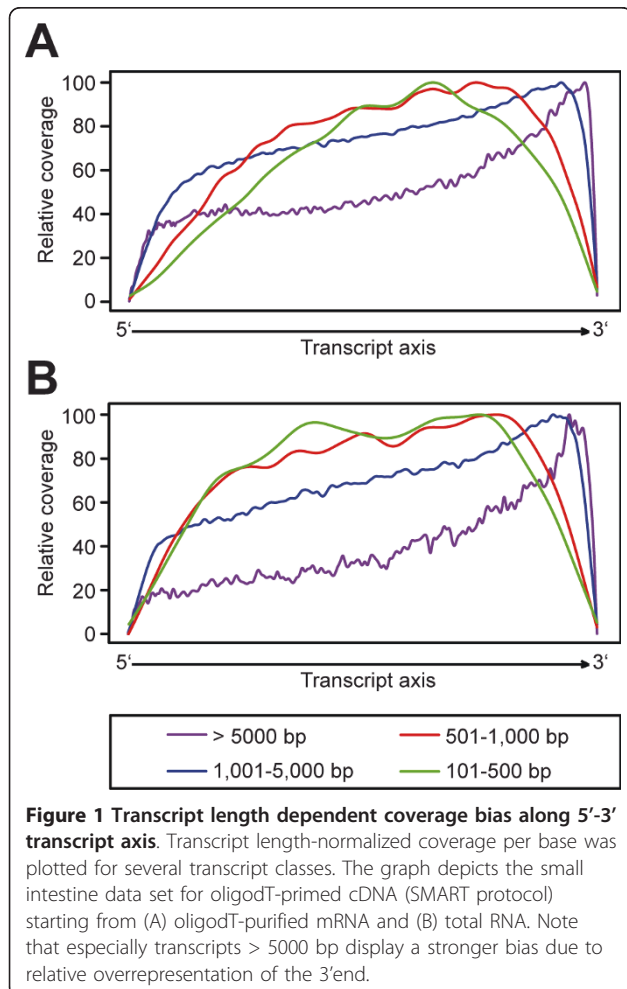 A
Relative coverage
100
80
60
40
20
0
5‘
3‘
Transcript axis
B
Relative coverage
100
80
60
40
20
0
5‘
3‘
Transcript axis
> 5000 bp
501-1,000 bp
1,001-5,000 bp
101-500 bp
Figure 1 Transcript length dependent coverage bias along 5’-3’
transcript axis. Transcript length-normalized coverage per base was
plotted for several transcript classes. The graph depicts the small
intestine data set for oligodT-primed cDNA (SMART protocol)
starting from (A) oligodT-purified mRNA and (B) total RNA. Note
that especially transcripts > 5000 bp display a stronger bias due to
relative overrepresentation of the 3’end.